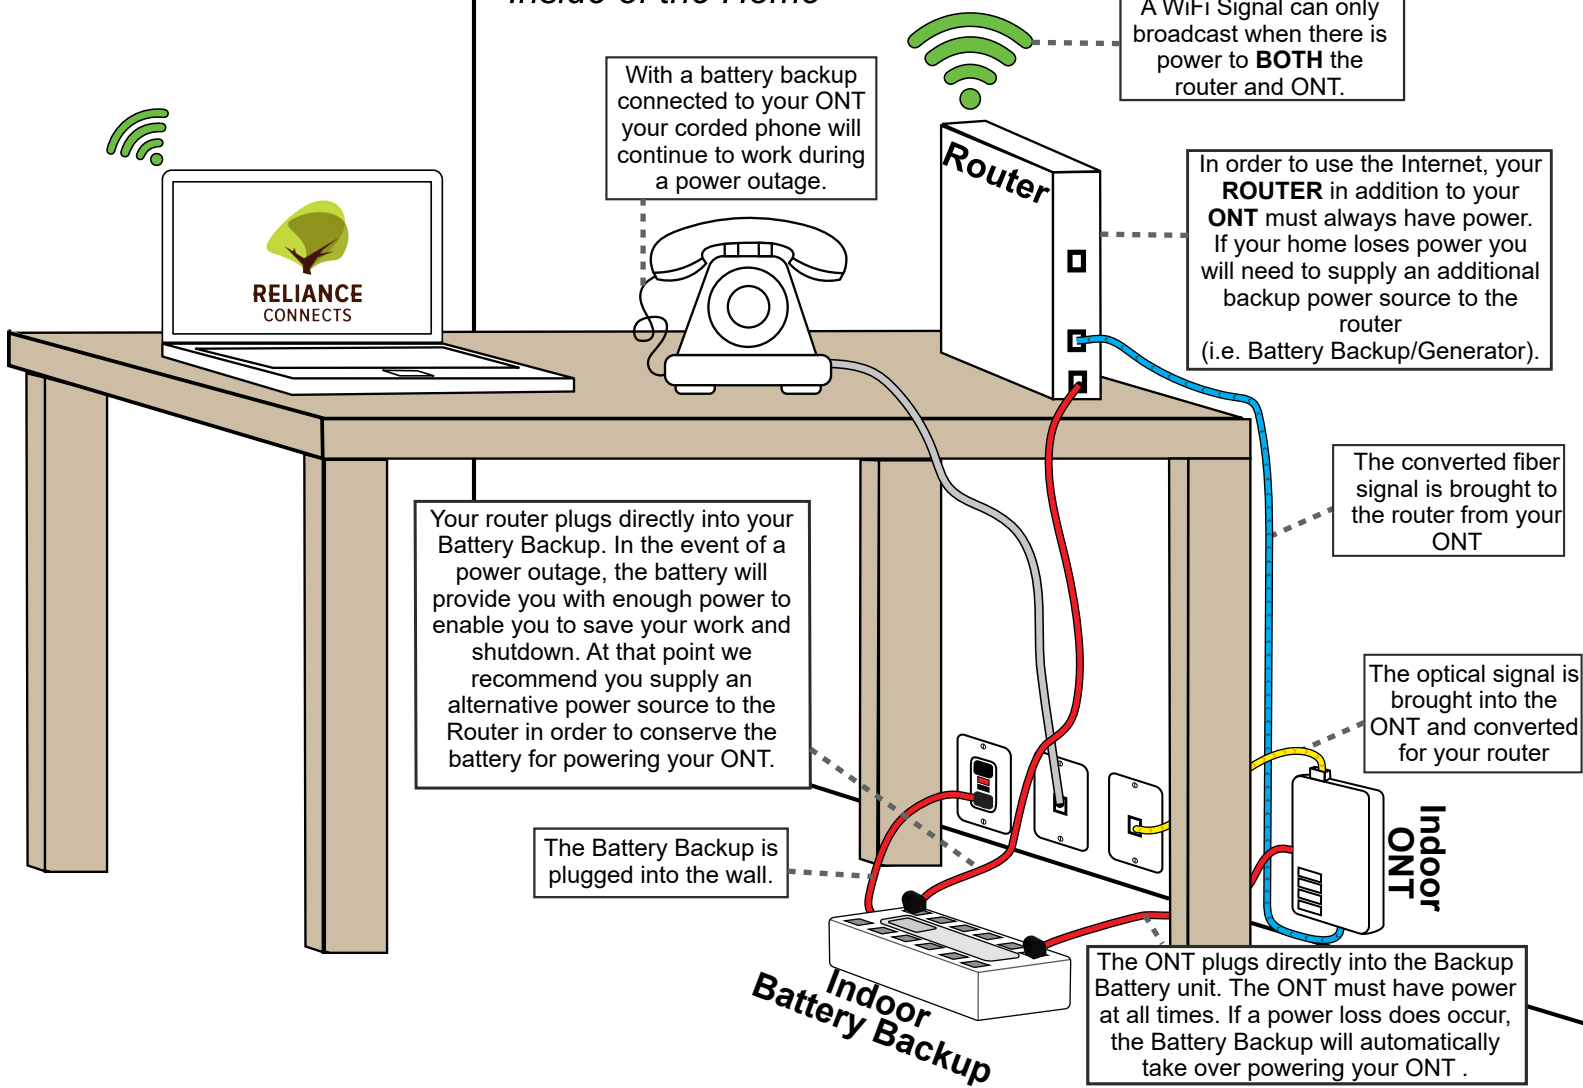 Inside of the Home
A WiFi Signal can only
broadcast when there is
power to BOTH the
router and ONT.
With a battery backup
connected to your ONT
your corded phone will
continue to work during
a power outage.
Router
In order to use the Internet, your
ROUTER in addition to your
ONT must always have power.
If your home loses power you
will need to supply an additional
backup power source to the
router
(i.e. Battery Backup/Generator).
RELIANCE
CONNECTS
The converted fiber
signal is brought to
the router from your
ONT
Your router plugs directly into your
Battery Backup. In the event of a
power outage, the battery will
provide you with enough power to
enable you to save your work and
shutdown. At that point we
recommend you supply an
alternative power source to the
Router in order to conserve the
battery for powering your ONT.
The optical signal is
brought into the
ONT and converted
for your router
Indoor
ONT
The Battery Backup is
plugged into the wall.
Indoor
Battery Backup
The ONT plugs directly into the Backup
Battery unit. The ONT must have power
at all times. If a power loss does occur,
the Battery Backup will automatically
take over powering your ONT .